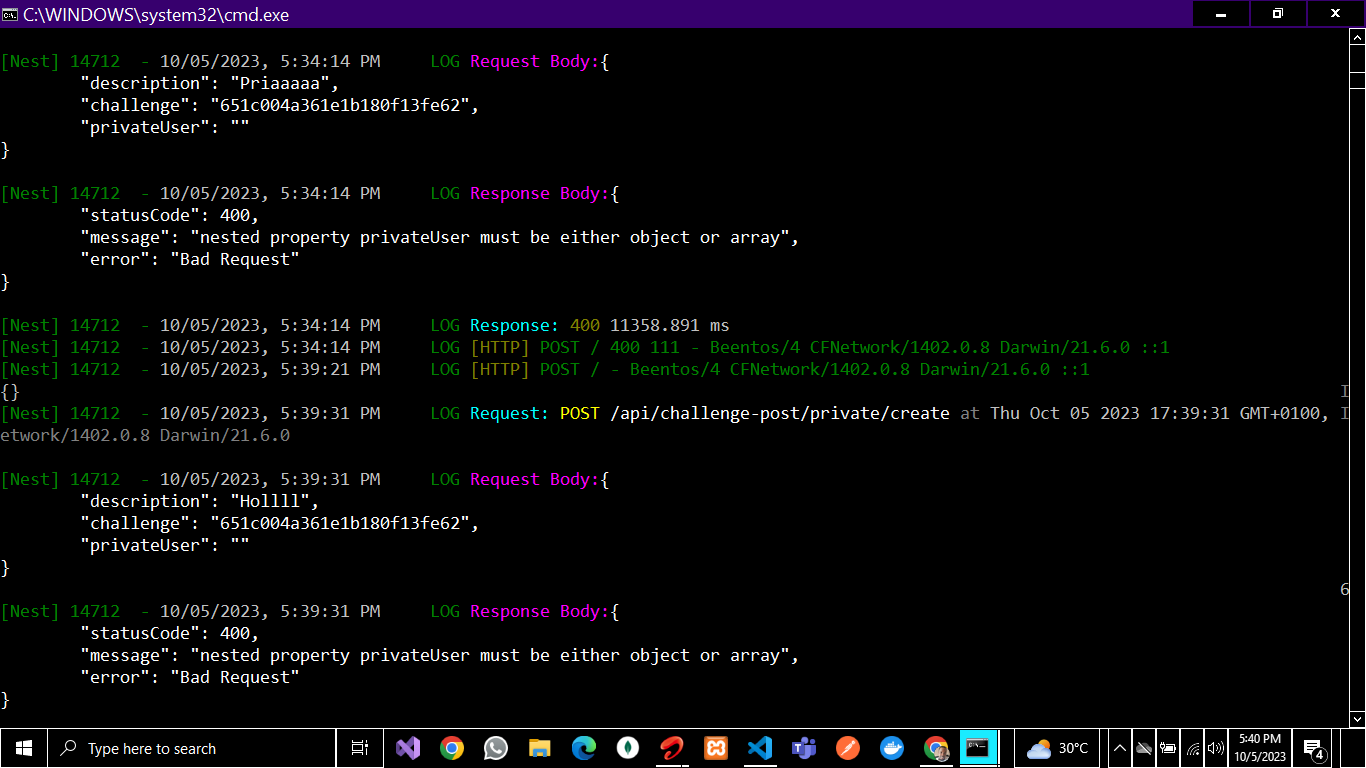 C:\WINDOWS\system32\cmd.exe
[Nest] 14712  - 10/05/2023, 5:34:14 PM     LOG Request Body:{
        "description": "Priaaaaa",
        "challenge": "651c004a361e1b180f13fe62",
        "privateUser": ""
}
[Nest] 14712  - 10/05/2023, 5:34:14 PM     LOG Response Body:{
        "statusCode": 400,
        "message": "nested property privateUser must be either object or array",
        "error": "Bad Request"
}
[Nest] 14712  - 10/05/2023, 5:34:14 PM     LOG Response: 400 11358.891 ms
[Nest] 14712  - 10/05/2023, 5:34:14 PM     LOG [HTTP] POST / 400 111 - Beentos/4 CFNetwork/1402.0.8 Darwin/21.6.0 ::1
[Nest] 14712  - 10/05/2023, 5:39:21 PM     LOG [HTTP] POST / - Beentos/4 CFNetwork/1402.0.8 Darwin/21.6.0 ::1
{}                                                                                                                                     I
[Nest] 14712  - 10/05/2023, 5:39:31 PM     LOG Request: POST /api/challenge-post/private/create at Thu Oct 05 2023 17:39:31 GMT+0100, I
etwork/1402.0.8 Darwin/21.6.0
[Nest] 14712  - 10/05/2023, 5:39:31 PM     LOG Request Body:{
        "description": "Hollll",
        "challenge": "651c004a361e1b180f13fe62",
        "privateUser": ""
}
6
[Nest] 14712  - 10/05/2023, 5:39:31 PM     LOG Response Body:{
        "statusCode": 400,
        "message": "nested property privateUser must be either object or array",
        "error": "Bad Request"
}
Type here to search
30°C
5:40 PM
10/5/2023
4